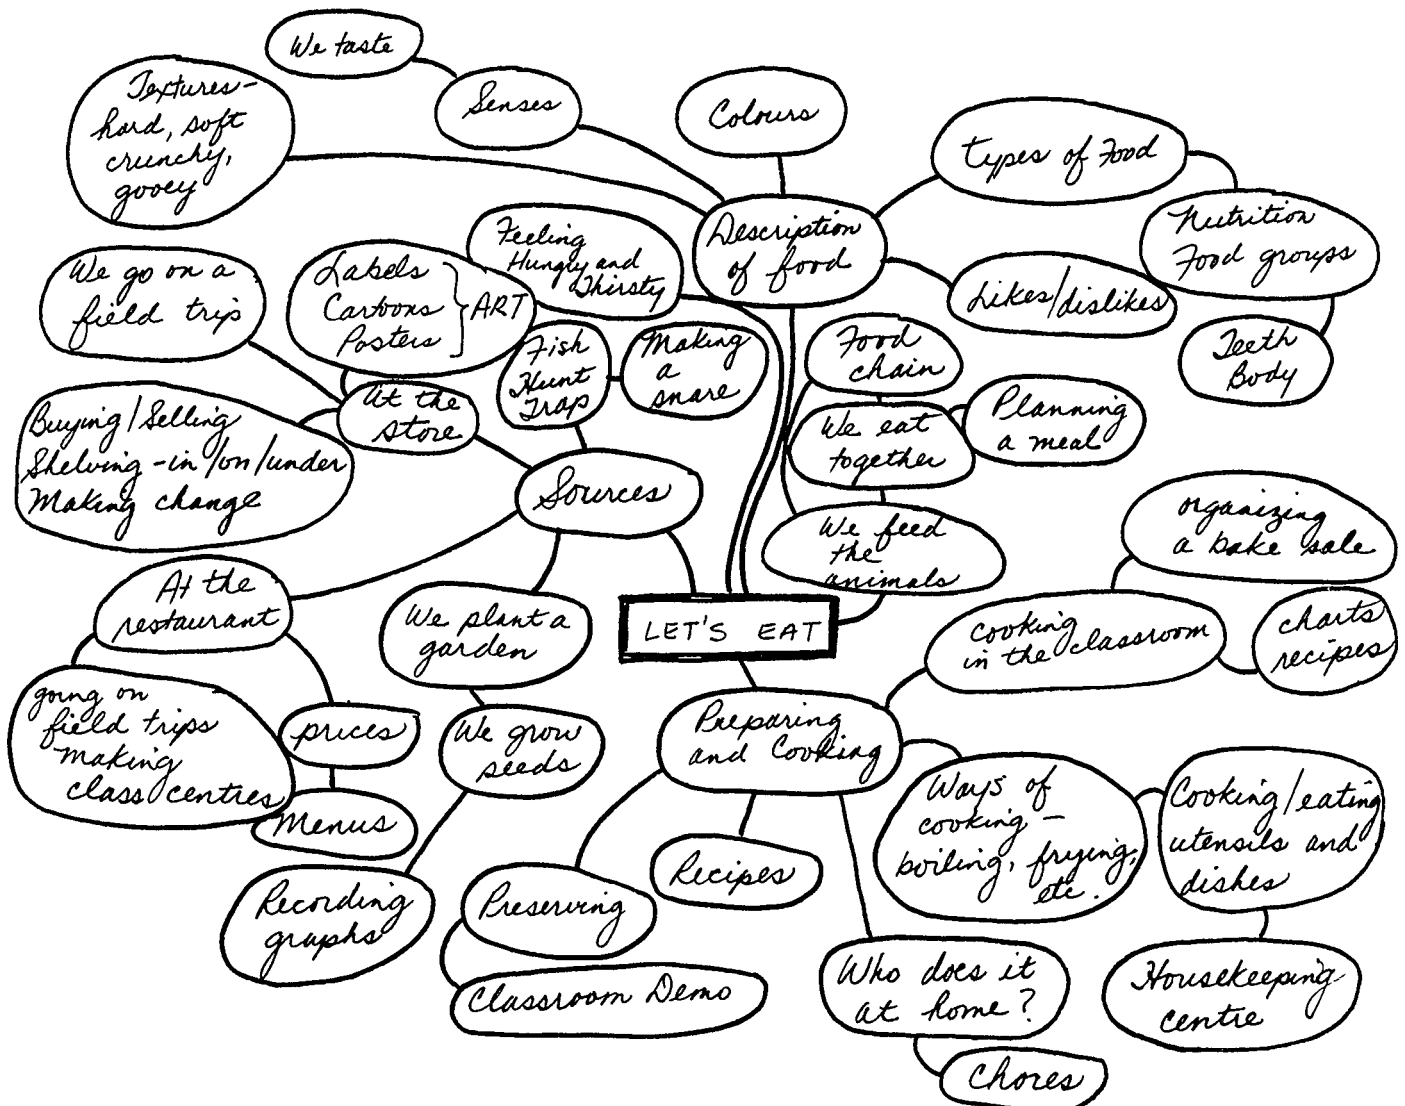 We taste
Textures-
hard, soft
crunchy,
gooey
Senses
Colours
Types of Food
Nutrition
Food groups
Description
of food
Likes/dislikes
Teeth
Body
Feeling
Hungry and
Thirsty
We go on a
field trip
Labels
Cartoons
Posters
ART
Fish
Hunt
Trap
Making
a
snare
Food
chain
At the
store
Buying/Selling
Shelving-in/on/under
Making change
We eat
together
Planning
a meal
Sources
We feed
the
animals
organizing
a bake sale
At the
restaurant
We plant a
garden
LET'S EAT
cooking
in the classroom
charts
recipes
going on
field trips
making
class centres
prices
Menus
We grow
seeds
Preparing
and Cooking
Ways of
cooking -
boiling, frying,
etc.
Cooking/eating
utensils and
dishes
Recording
graphs
Preserving
Recipes
Classroom Demo
Who does it
at home?
Housekeeping
centre
Chores